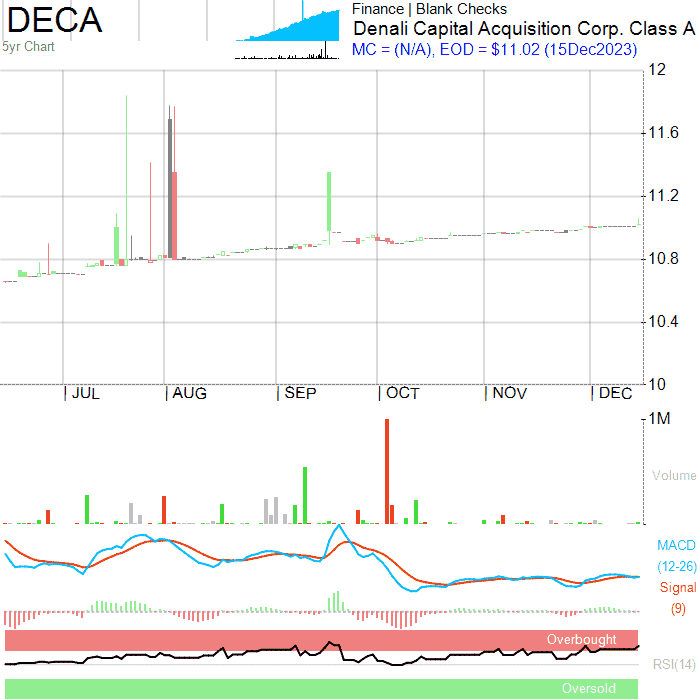 DECA
5yr Chart
Finance | Blank Checks
Denali Capital Acquisition Corp. Class A
MC = (N/A), EOD = $11.02 (15Dec2023)
12
11.6
11.2
10.8
10.4
10
JUL AUG SEP OCT NOV DEC
1M
Volume
MACD
(12-26)
Signal
(9)
Overbought
RSI(14)
Oversold